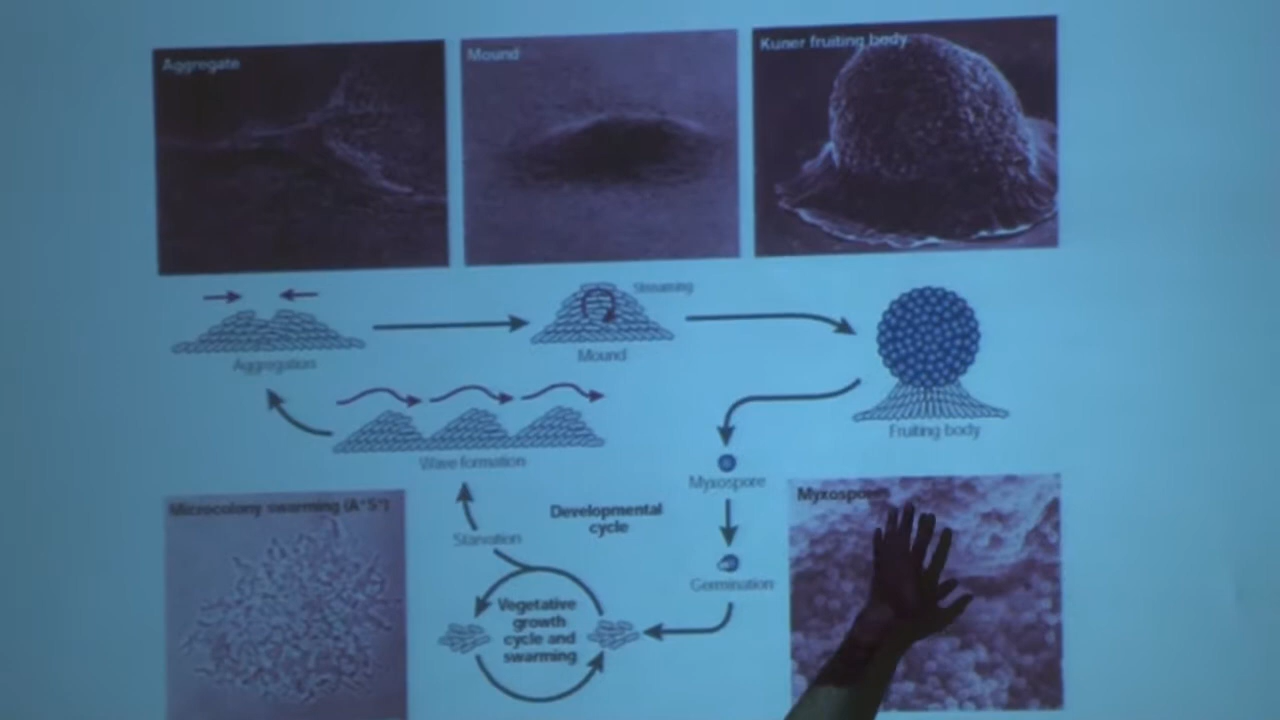 Aggregate
Mound
Kuner fruiting body
Streaming
Aggregation
Mound
Fruiting body
Wave formation
Myxospore
Microcolony swarming (A⁺S⁺)
Developmental
cycle
Myxospores
Starvation
Germination
Vegetative
growth
cycle and
swarming